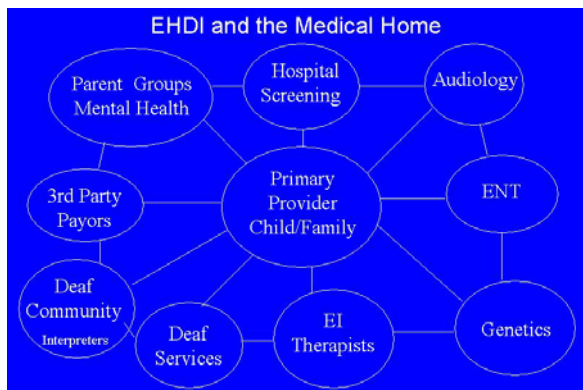 EHDI and the Medical Home
Parent Groups
Mental Health
Hospital
Screening
Audiology
3rd Party
Payors
Primary
Provider
Child/Family
ENT
Deaf
Community
Interpreters
Deaf
Services
EI
Therapists
Genetics